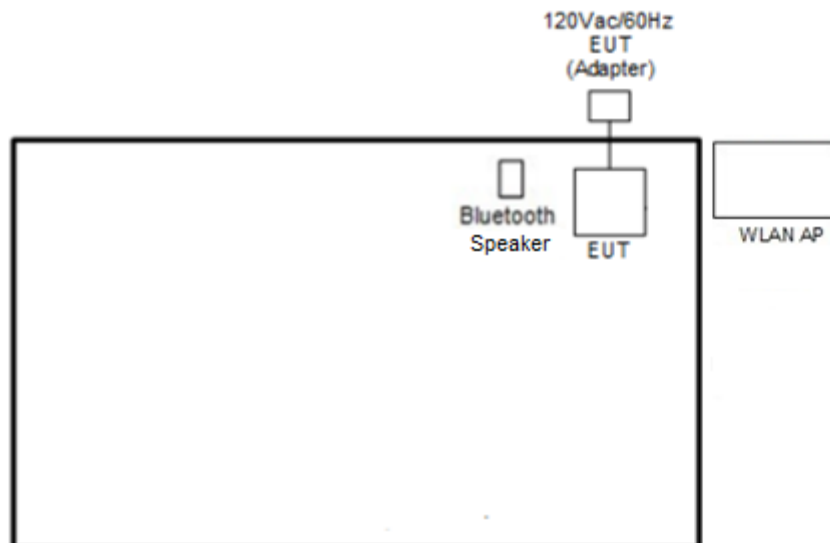 120Vac/60Hz
EUT
(Adapter)
Bluetooth
Speaker
EUT
WLAN AP